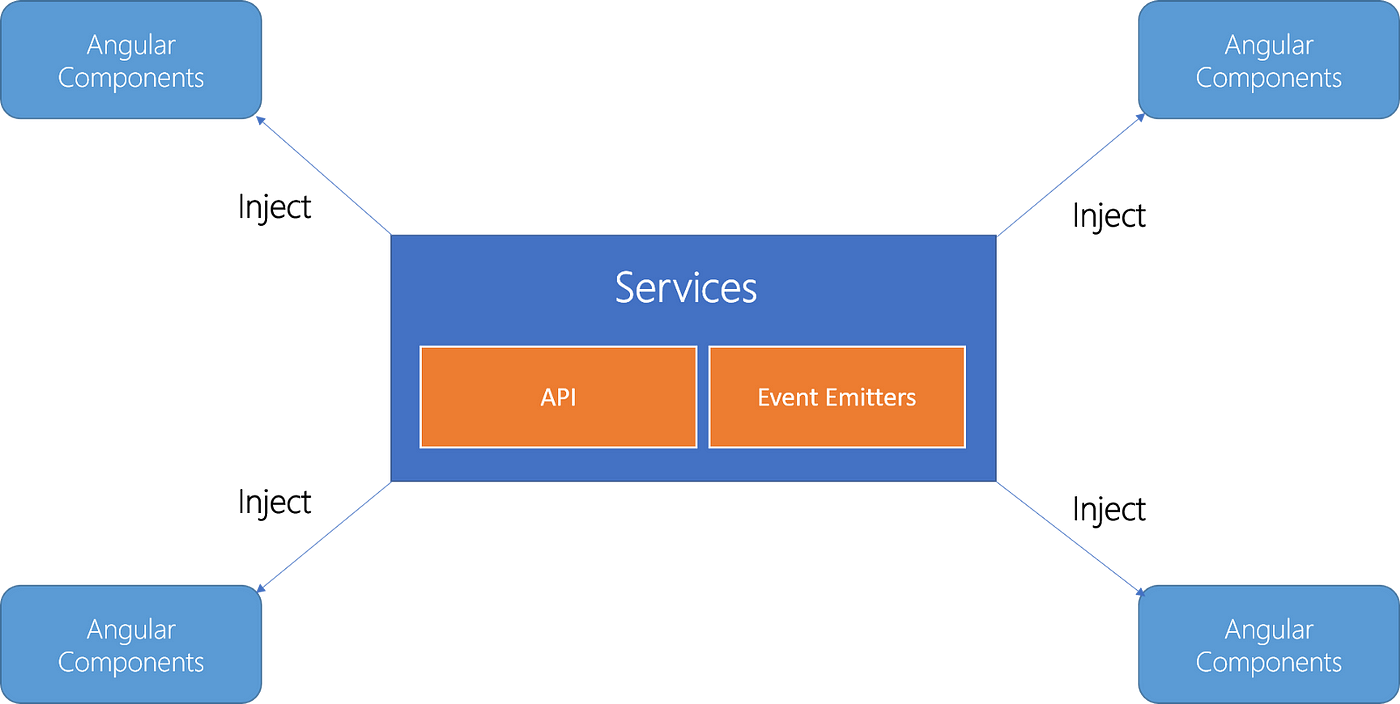 Angular
Components
Angular
Components
Inject
Inject
Services
API
Event Emitters
Inject
Inject
Angular
Components
Angular
Components